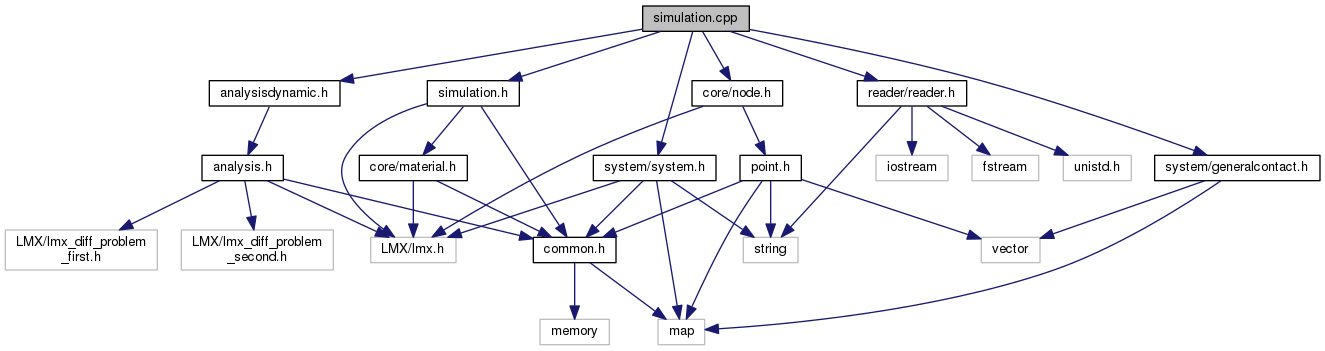 simulation.cpp
analysisdynamic.h
simulation.h
core/node.h
reader/reader.h
analysis.h
core/material.h
system/system.h
point.h
iostream
fstream
unistd.h
system/generalcontact.h
LMX/lmx_diff_problem
_first.h
LMX/lmx_diff_problem
_second.h
LMX/lmx.h
common.h
string
vector
memory
map